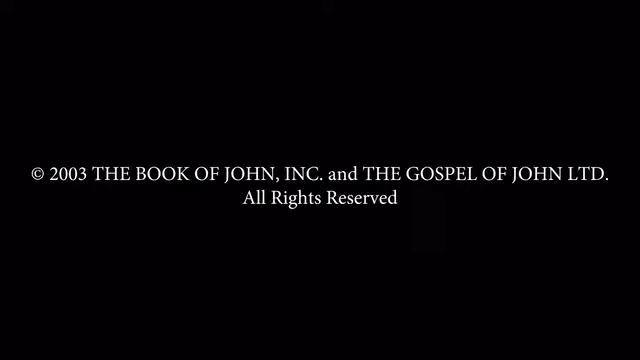 © 2003 THE BOOK OF JOHN, INC. and THE GOSPEL OF JOHN LTD.
All Rights Reserved